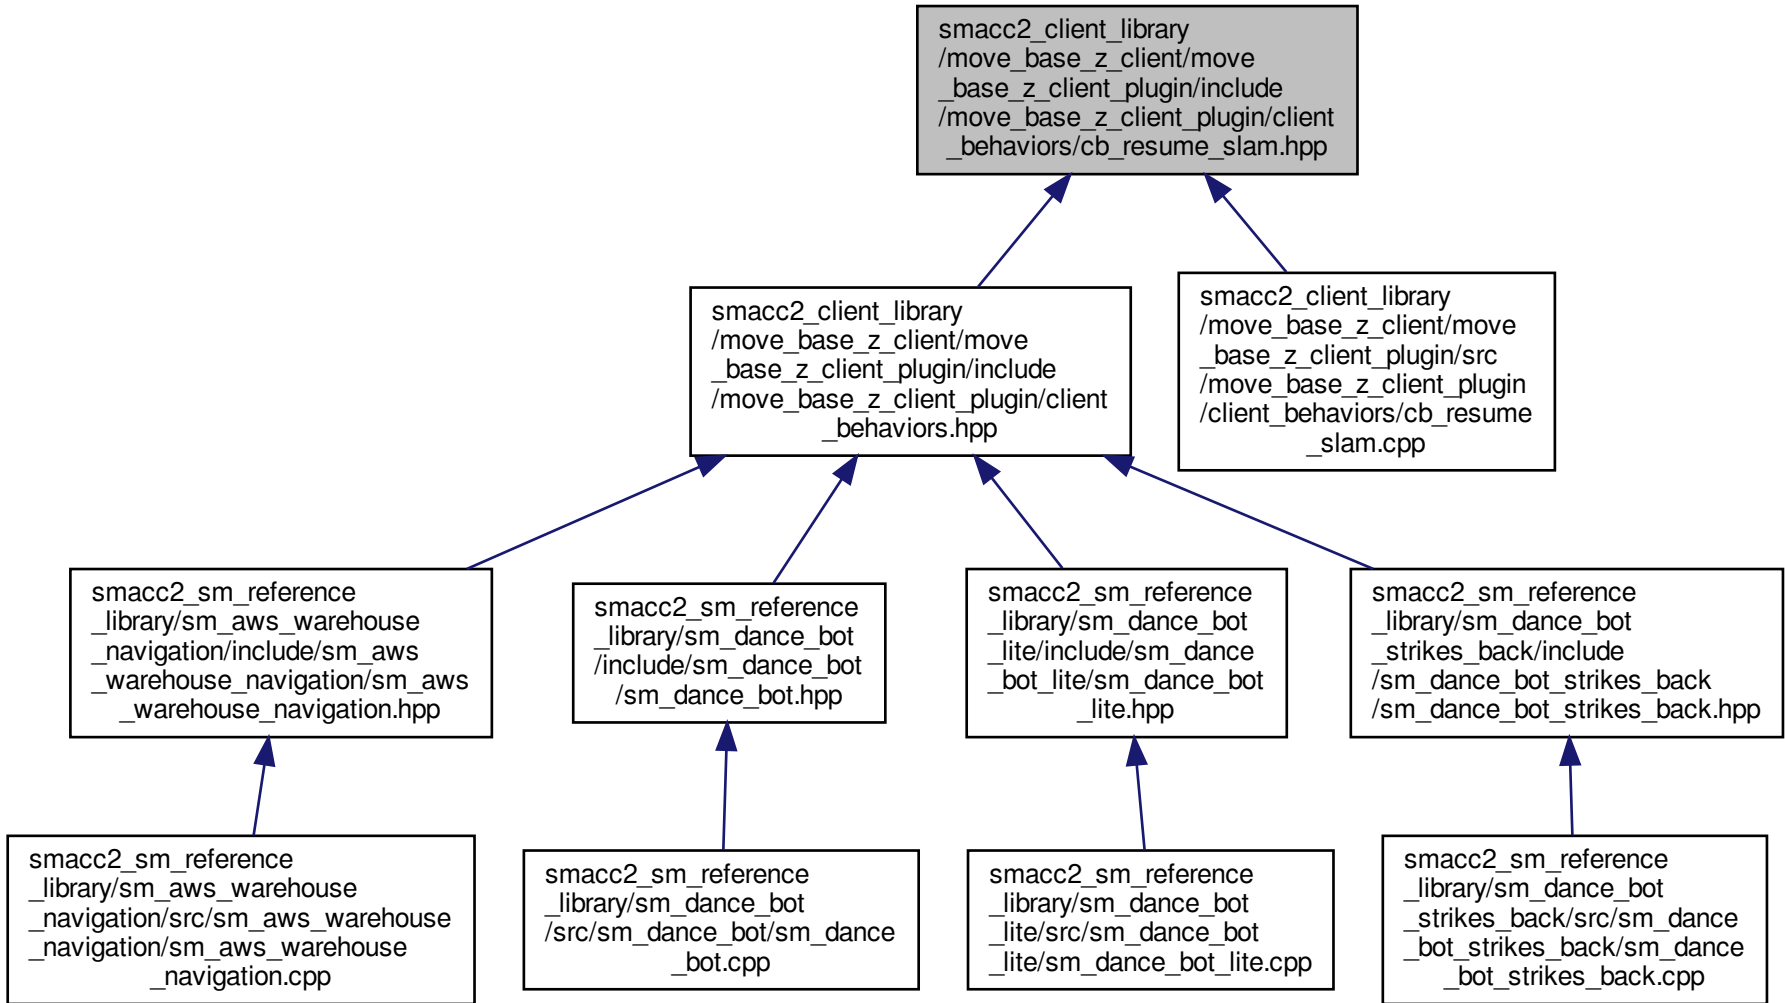 smacc2_client_library
/move_base_z_client/move
_base_z_client_plugin/include
/move_base_z_client_plugin/client
_behaviors/cb_resume_slam.hpp
smacc2_client_library
/move_base_z_client/move
_base_z_client_plugin/include
/move_base_z_client_plugin/client
_behaviors.hpp
smacc2_client_library
/move_base_z_client/move
_base_z_client_plugin/src
/move_base_z_client_plugin
/client_behaviors/cb_resume
_slam.cpp
smacc2_sm_reference
_library/sm_aws_warehouse
_navigation/include/sm_aws
_warehouse_navigation/sm_aws
_warehouse_navigation.hpp
smacc2_sm_reference
_library/sm_dance_bot
/include/sm_dance_bot
/sm_dance_bot.hpp
smacc2_sm_reference
_library/sm_dance_bot
_lite/include/sm_dance
_bot_lite/sm_dance_bot
_lite.hpp
smacc2_sm_reference
_library/sm_dance_bot
_strikes_back/include
/sm_dance_bot_strikes_back
/sm_dance_bot_strikes_back.hpp
smacc2_sm_reference
_library/sm_aws_warehouse
_navigation/src/sm_aws_warehouse
_navigation/sm_aws_warehouse
_navigation.cpp
smacc2_sm_reference
_library/sm_dance_bot
/src/sm_dance_bot/sm_dance
_bot.cpp
smacc2_sm_reference
_library/sm_dance_bot
_lite/src/sm_dance_bot
_lite/sm_dance_bot_lite.cpp
smacc2_sm_reference
_library/sm_dance_bot
_strikes_back/src/sm_dance
_bot_strikes_back/sm_dance
_bot_strikes_back.cpp